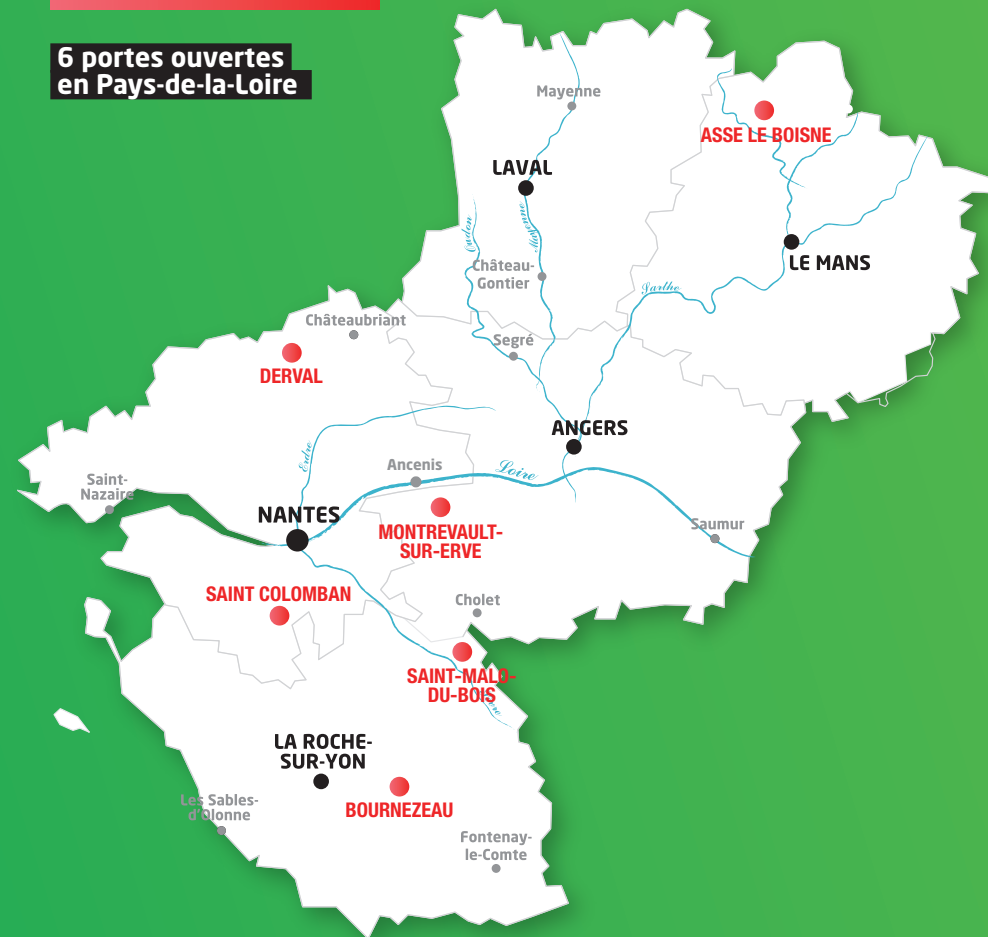 6 portes ouvertes
en Pays-de-la-Loire
Mayenne
ASSE LE BOISNE
LAVAL
Oudon
Mayenne
LE MANS
Château-
Gontier
Sarthe
Châteaubriant
Segré
DERVAL
ANGERS
Erdre
Ancenis
Loire
Saint-
Nazaire
NANTES
MONTREVAULT-
SUR-ERVE
Saumur
SAINT COLOMBAN
Cholet
SAINT-MALO-
DU-BOIS
LA ROCHE-
SUR-YON
Les Sables-
d'Olonne
BOURNEZEAU
Fontenay-
le-Comte